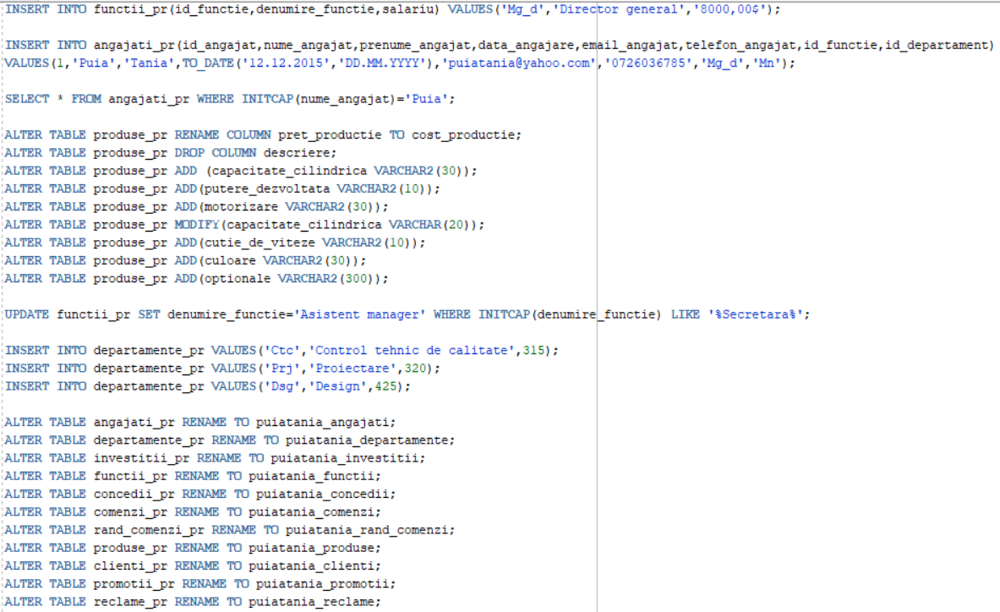 INSERT INTO functii_pr(id_functie,denumire_functie,salariu) VALUES('Mg_d','Director general','8000,00$');
INSERT INTO angajati_pr(id_angajat,nume_angajat,prenume_angajat,data_angajare,email_angajat,telefon_angajat,id_functie,id_departament)
VALUES(1,'Puia','Tania',TO_DATE('12.12.2015','DD.MM.YYYY'),'puiatania@yahoo.com','0726036785','Mg_d','Mn');
SELECT * FROM angajati_pr WHERE INITCAP(nume_angajat)='Puia';
ALTER TABLE produse_pr RENAME COLUMN pret_productie TO cost_productie;
ALTER TABLE produse_pr DROP COLUMN descriere;
ALTER TABLE produse_pr ADD (capacitate_cilindrica VARCHAR2(30));
ALTER TABLE produse_pr ADD(putere_dezvoltata VARCHAR2(10));
ALTER TABLE produse_pr ADD(motorizare VARCHAR2(30));
ALTER TABLE produse_pr MODIFY(capacitate_cilindrica VARCHAR(20));
ALTER TABLE produse_pr ADD(cutie_de_viteze VARCHAR2(10));
ALTER TABLE produse_pr ADD(culoare VARCHAR2(30));
ALTER TABLE produse_pr ADD(optionale VARCHAR2(300));
UPDATE functii_pr SET denumire_functie='Asistent manager' WHERE INITCAP(denumire_functie) LIKE '%Secretara%';
INSERT INTO departamente_pr VALUES('Ctc','Control tehnic de calitate',315);
INSERT INTO departamente_pr VALUES('Prj','Proiectare',320);
INSERT INTO departamente_pr VALUES('Dsg','Design',425);
ALTER TABLE angajati_pr RENAME TO puiatania_angajati;
ALTER TABLE departamente_pr RENAME TO puiatania_departamente;
ALTER TABLE investitii_pr RENAME TO puiatania_investitii;
ALTER TABLE functii_pr RENAME TO puiatania_functii;
ALTER TABLE concedii_pr RENAME TO puiatania_concedii;
ALTER TABLE comenzi_pr RENAME TO puiatania_comenzi;
ALTER TABLE rand_comenzi_pr RENAME TO puiatania_rand_comenzi;
ALTER TABLE produse_pr RENAME TO puiatania_produse;
ALTER TABLE clienti_pr RENAME TO puiatania_clienti;
ALTER TABLE promotii_pr RENAME TO puiatania_promotii;
ALTER TABLE reclame_pr RENAME TO puiatania_reclame;